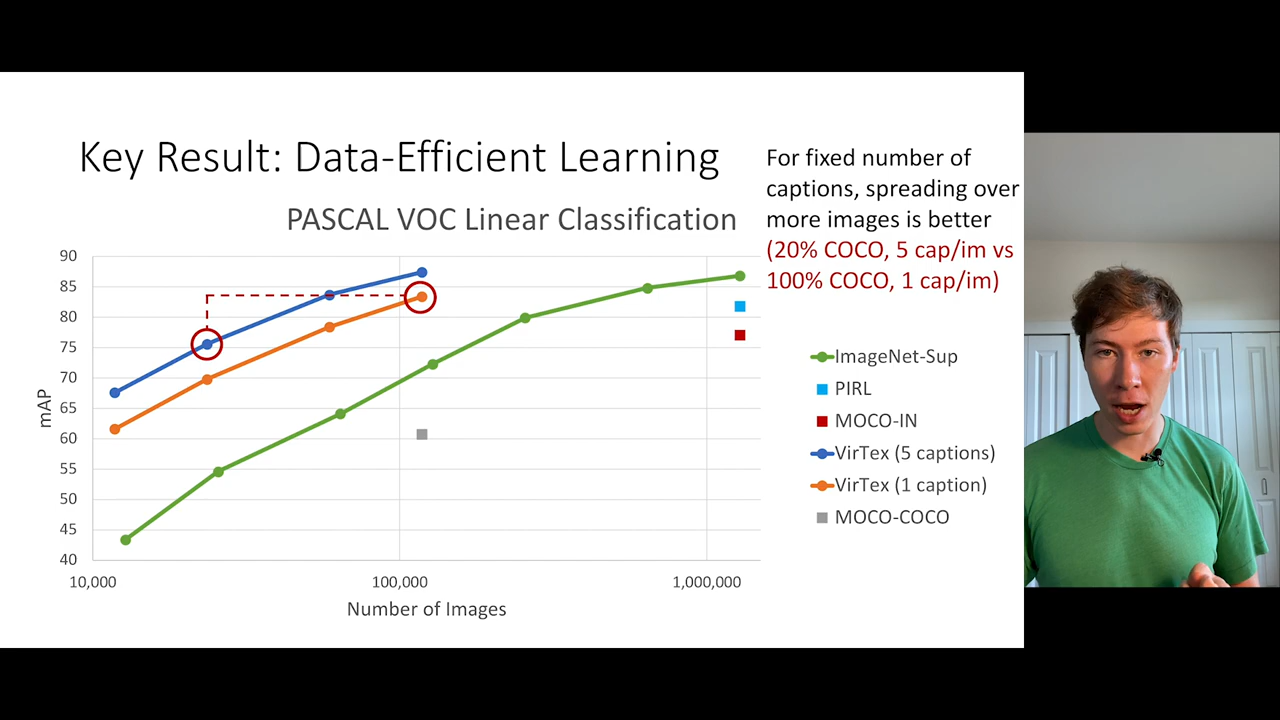 Key Result: Data-Efficient Learning
For fixed number of
captions, spreading over
more images is better
(20% COCO, 5 cap/im vs
100% COCO, 1 cap/im)
PASCAL VOC Linear Classification
90
85
80
75
70
65
60
55
50
45
40
mAP
10,000
100,000
1,000,000
Number of Images
ImageNet-Sup
PIRL
MOCO-IN
VirTex (5 captions)
VirTex (1 caption)
MOCO-COCO